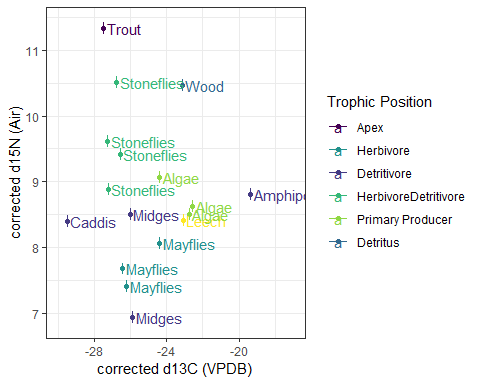 11
10
9
8
7
-28
-24
-20
corrected d13C (VPDB)
corrected d15N (Air)
Trout
Stoneflies
Wood
Stoneflies
Stoneflies
Algae
Stoneflies
Amphipo
Algae
Algae
Caddis
Midges
Mayflies
Mayflies
Mayflies
Midges
Trophic Position
a Apex
a Herbivore
a Detritivore
a HerbivoreDetritivore
a Primary Producer
a Detritus